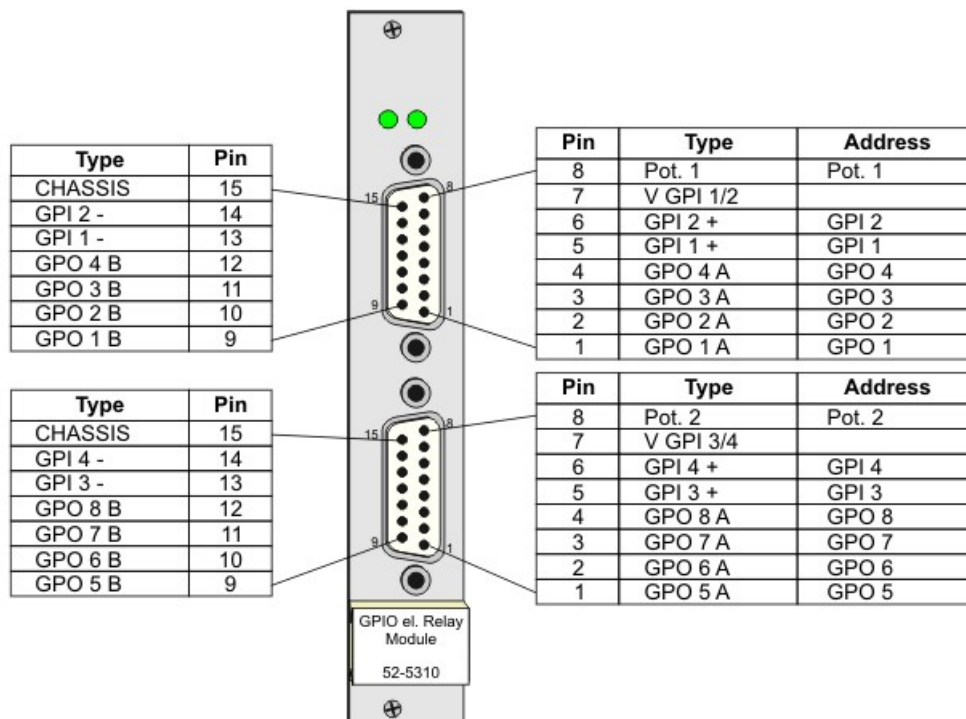 Type Pin
CHASSIS 15
GPI 2 - 14
GPI 1 - 13
GPO 4 B 12
GPO 3 B 11
GPO 2 B 10
GPO 1 B 9
15 8
9 1
Pin Type Address
8 Pot. 1 Pot. 1
7 V GPI 1/2
6 GPI 2 + GPI 2
5 GPI 1 + GPI 1
4 GPO 4 A GPO 4
3 GPO 3 A GPO 3
2 GPO 2 A GPO 2
1 GPO 1 A GPO 1
Type Pin
CHASSIS 15
GPI 4 - 14
GPI 3 - 13
GPO 8 B 12
GPO 7 B 11
GPO 6 B 10
GPO 5 B 9
15 8
9 1
Pin Type Address
8 Pot. 2 Pot. 2
7 V GPI 3/4
6 GPI 4 + GPI 4
5 GPI 3 + GPI 3
4 GPO 8 A GPO 8
3 GPO 7 A GPO 7
2 GPO 6 A GPO 6
1 GPO 5 A GPO 5
GPIO el. Relay
Module
52-5310